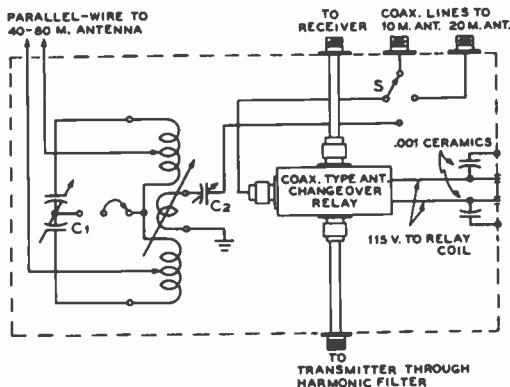 PARALLEL-WIRE TO
40-80 M. ANTENNA
TO
RECEIVER
COAX. LINES TO
10 M. ANT. 20 M. ANT.
S
.001 CERAMICS
C1
C2
COAX. TYPE ANT.
CHANGEOVER
RELAY
115 V. TO RELAY
COIL
TO
TRANSMITTER THROUGH
HARMONIC FILTER